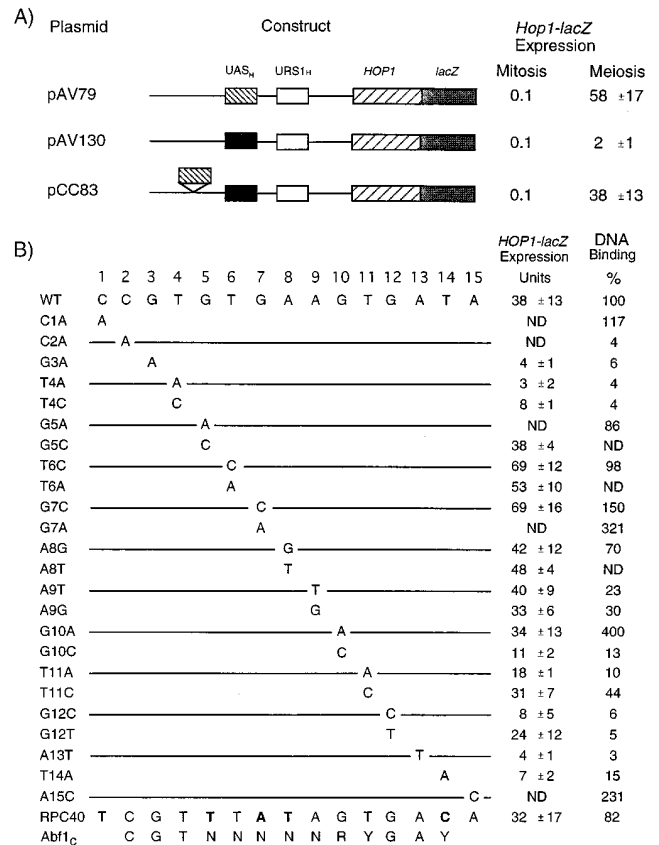 A)
Plasmid Construct Hop1-lacZ Expression
UASH URS1H HOP1 lacZ Mitosis Meiosis
pAV79 0.1 58 ±17
pAV130 0.1 2 ±1
pCC83 0.1 38 ±13
B)
HOP1-lacZ Expression DNA Binding
1 2 3 4 5 6 7 8 9 10 11 12 13 14 15 Units %
WT C C G T G T G A A G T G A T A 38 ±13 100
C1A A ND 117
C2A A ND 4
G3A A 4 ±1 6
T4A A 3 ±2 4
T4C C 8 ±1 4
G5A A ND 86
G5C C 38 ±4 ND
T6C C 69 ±12 98
T6A A 53 ±10 ND
G7C C 69 ±16 150
G7A A ND 321
A8G G 42 ±12 70
A8T T 48 ±4 ND
A9T T 40 ±9 23
A9G G 33 ±6 30
G10A A 34 ±13 400
G10C C 11 ±2 13
T11A A 18 ±1 10
T11C C 31 ±7 44
G12C C 8 ±5 6
G12T T 24 ±12 5
A13T T 4 ±1 3
T14A A 7 ±2 15
A15C C ND 231
RPC40 T C G T T T A T A G T G A C A 32 ±17 82
Abf1c C G T N N N N N R Y G A Y